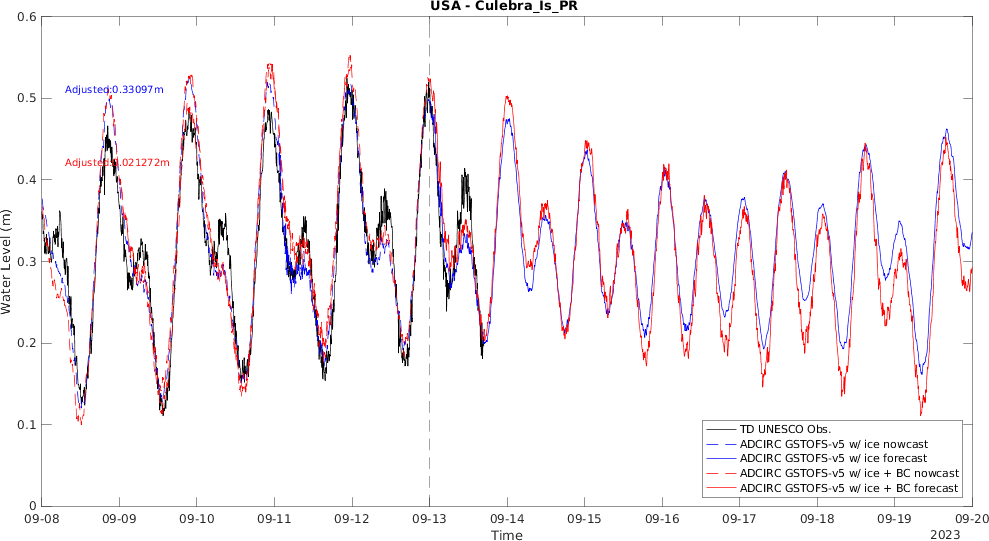 USA - Culebra_Is_PR
0.6
0.5
0.4
0.3
0.2
0.1
0
Water Level (m)
Adjusted:0.33097m
021272m
TD UNESCO Obs.
ADCIRC GSTOFS-v5 w/ ice nowcast
ADCIRC GSTOFS-v5 w/ ice forecast
ADCIRC GSTOFS-v5 w/ ice + BC nowcast
ADCIRC GSTOFS-v5 w/ ice + BC forecast
09-08 09-09 09-10 09-11 09-12 09-13 09-14 09-15 09-16 09-17 09-18 09-19 09-20
Time
2023